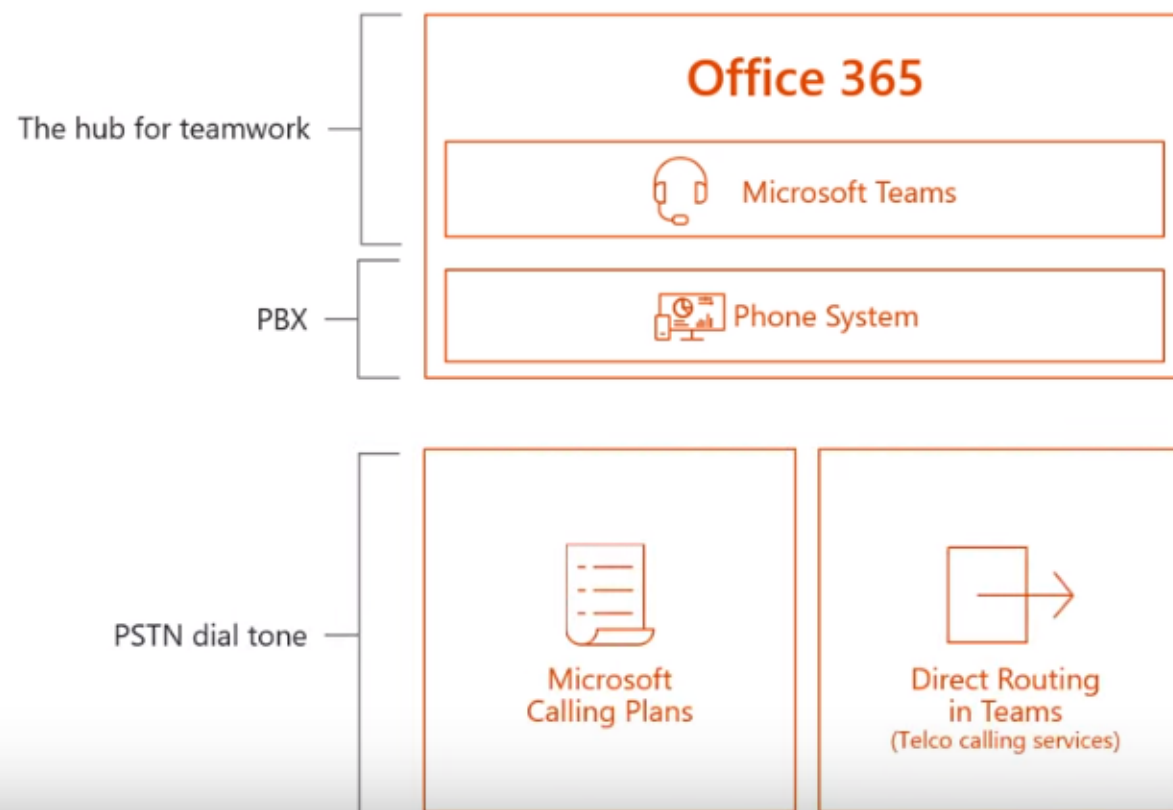 Office 365
The hub for teamwork
Microsoft Teams
PBX
Phone System
PSTN dial tone
Microsoft
Calling Plans
Direct Routing
in Teams
(Telco calling services)